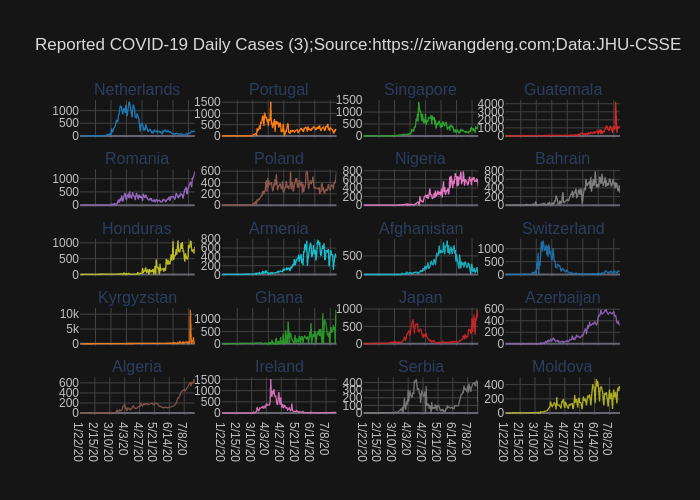 Reported COVID-19 Daily Cases (3);Source:https://ziwangdeng.com;Data:JHU-CSSE
Netherlands Portugal Singapore Guatemala
1000 500 0 1500 1000 500 0 1500 1000 500 0 4000 3000 2000 1000 0
Romania Poland Nigeria Bahrain
1000 500 0 600 400 200 0 800 600 400 200 0 800 600 400 200 0
Honduras Armenia Afghanistan Switzerland
1000 500 0 800 600 400 200 0 500 0 1000 500 0
Kyrgyzstan Ghana Japan Azerbaijan
10k 5k 0 1000 500 0 1000 500 0 600 400 200 0
Algeria Ireland Serbia Moldova
600 400 200 0 1500 1000 500 0 400 300 200 100 0 400 200 0
1/22/20 2/15/20 3/10/20 4/3/20 4/27/20 5/21/20 6/14/20 7/8/20 1/22/20 2/15/20 3/10/20 4/3/20 4/27/20 5/21/20 6/14/20 7/8/20 1/22/20 2/15/20 3/10/20 4/3/20 4/27/20 5/21/20 6/14/20 7/8/20 1/22/20 2/15/20 3/10/20 4/3/20 4/27/20 5/21/20 6/14/20 7/8/20